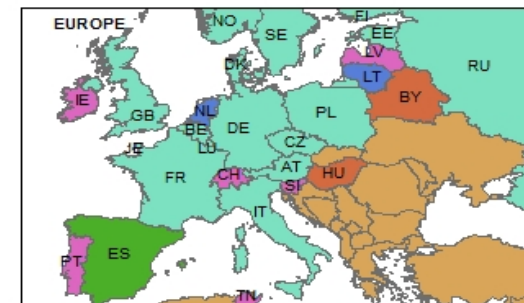 EUROPE
NO
FI
SE
EE
LV
RU
DK
LT
IE
GB
NL
BY
BE
DE
PL
JE
LU
CZ
FR
CH
AT
HU
SI
IT
PT
ES
TN